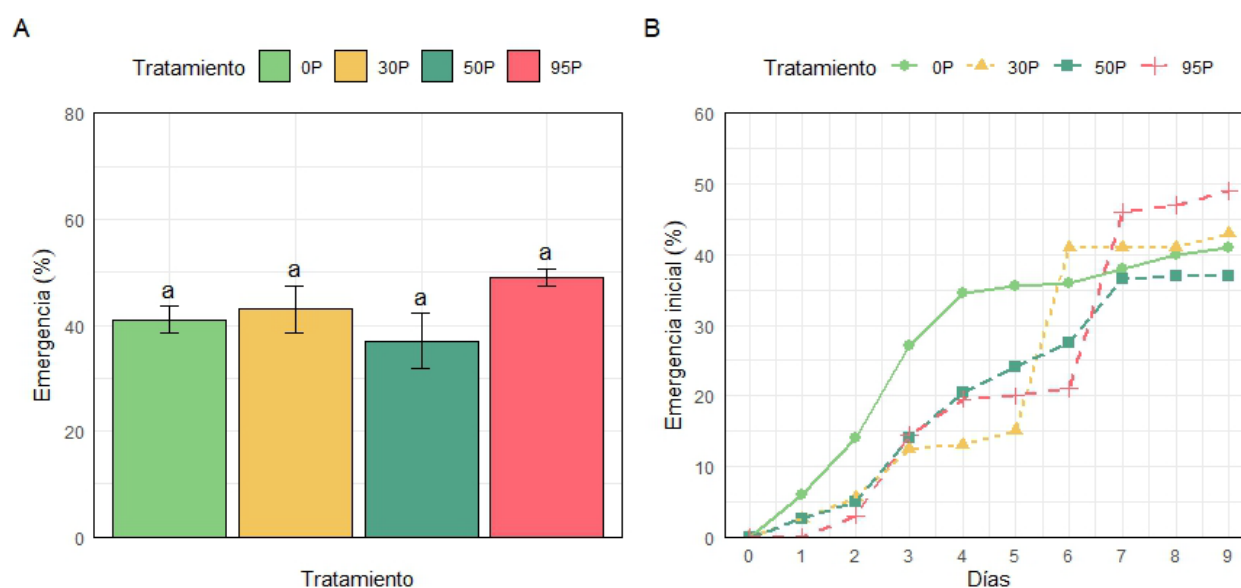 A
Tratamiento 0P 30P 50P 95P
80
60
40
20
0
Emergencia (%)
a
a
a
a
Tratamiento
B
Tratamiento 0P 30P 50P 95P
60
50
40
30
20
10
0
Emergencia inicial (%)
0 1 2 3 4 5 6 7 8 9
Días